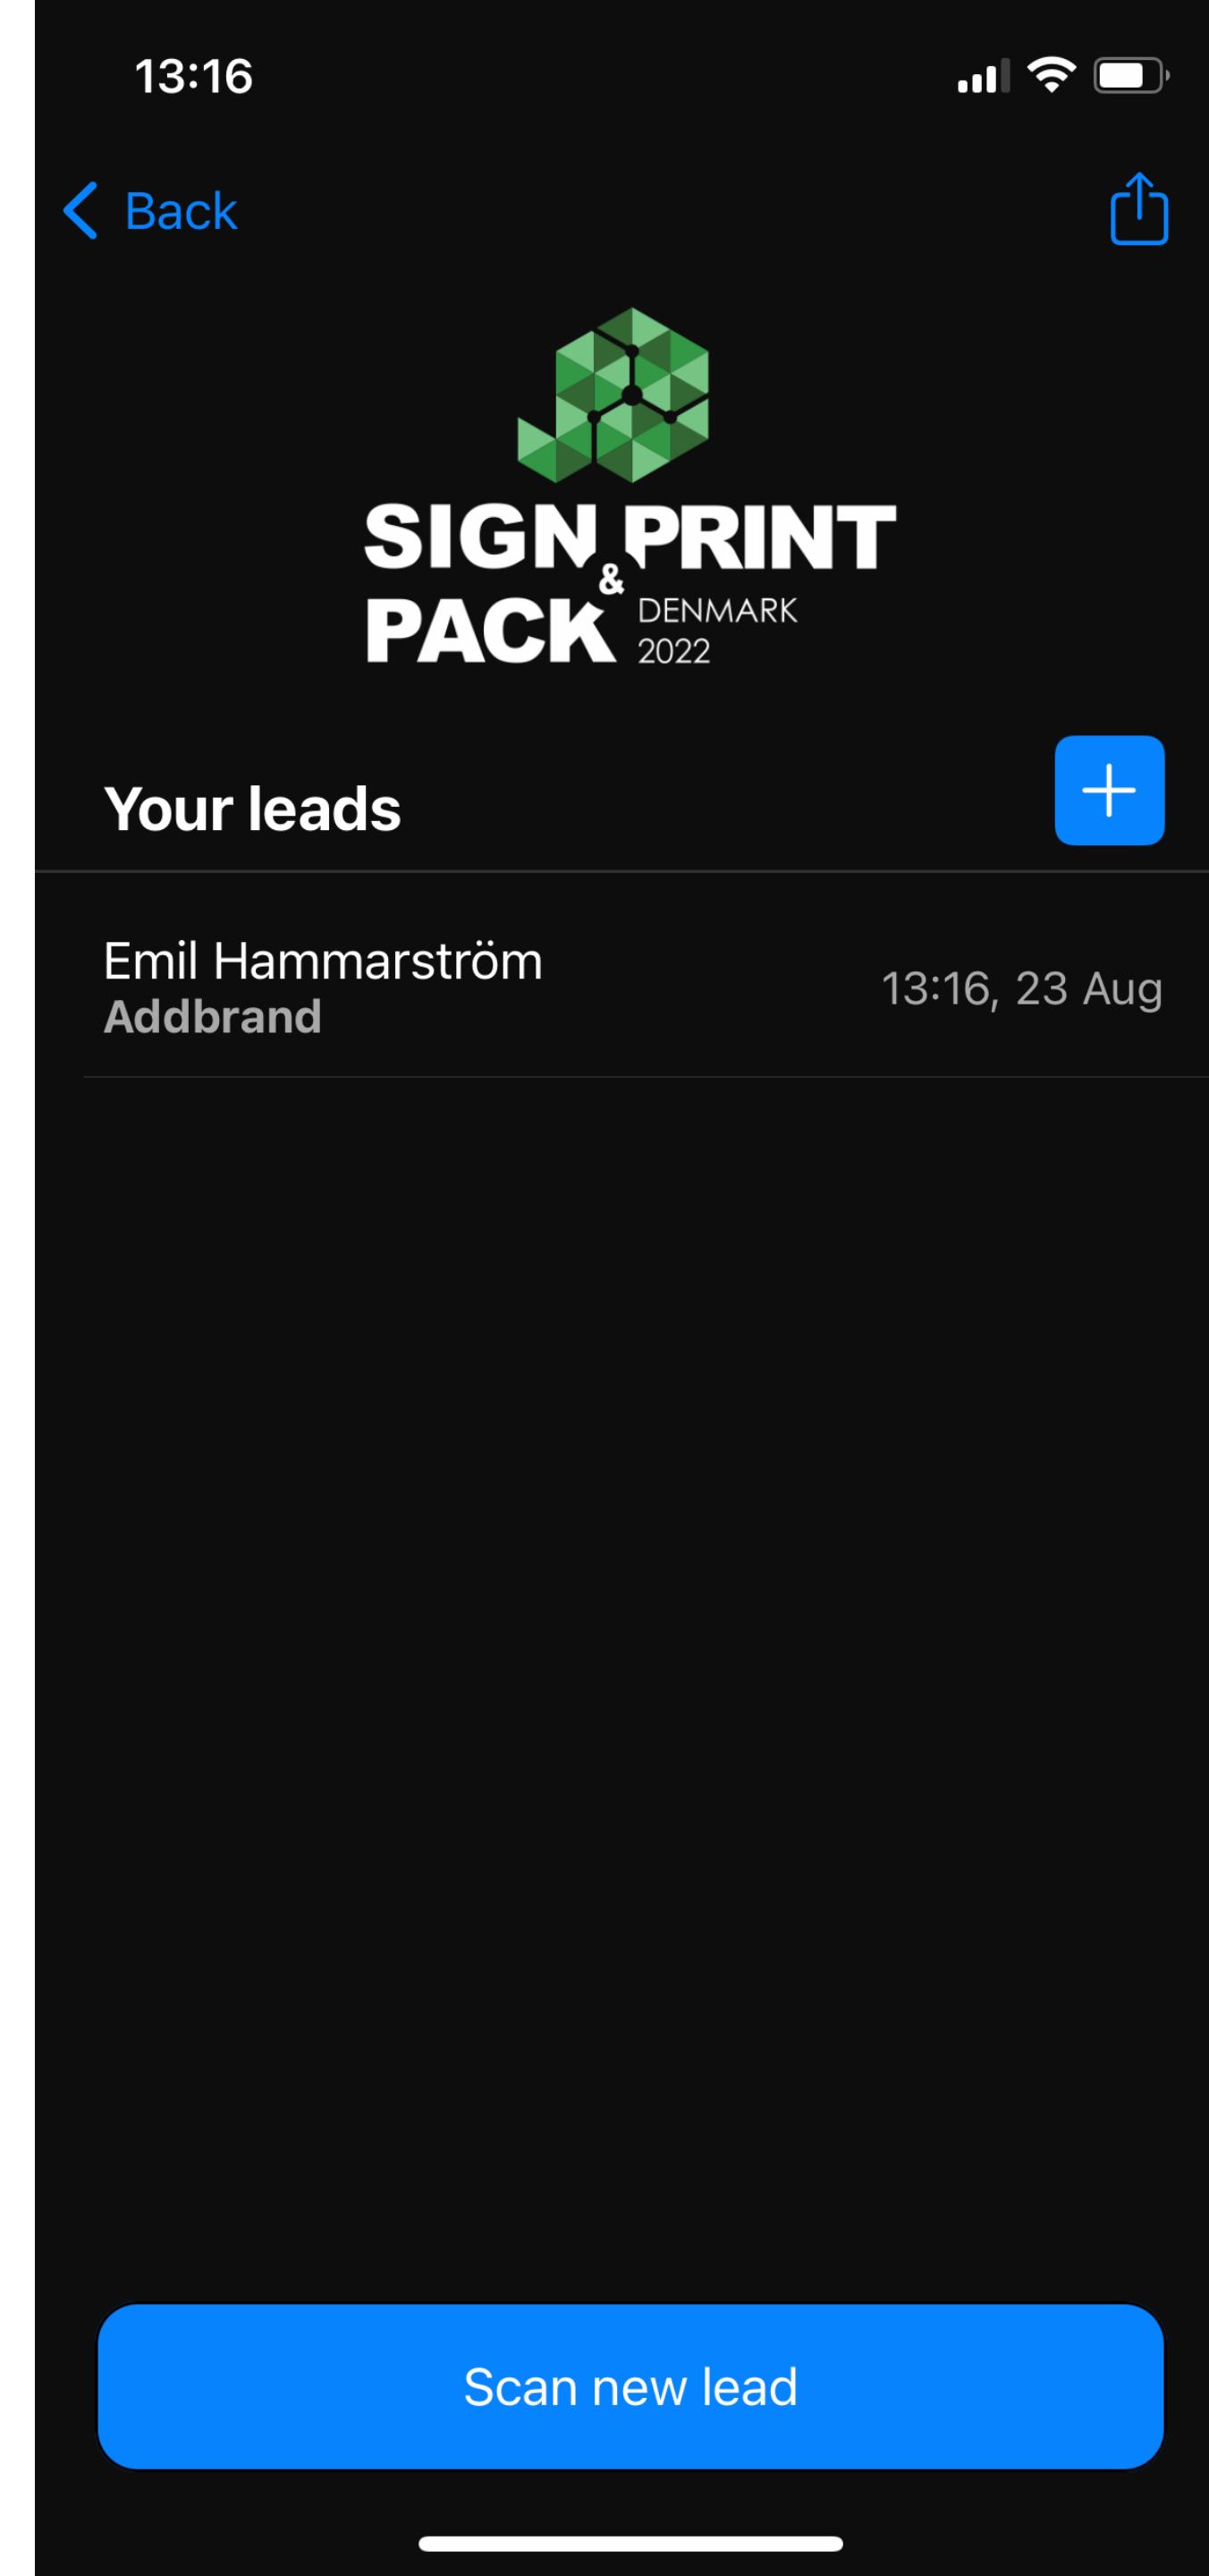 13:16
Back
SIGN PRINT
& PACK DENMARK
2022
Your leads
Emil Hammarström
Addbrand
13:16, 23 Aug
Scan new lead